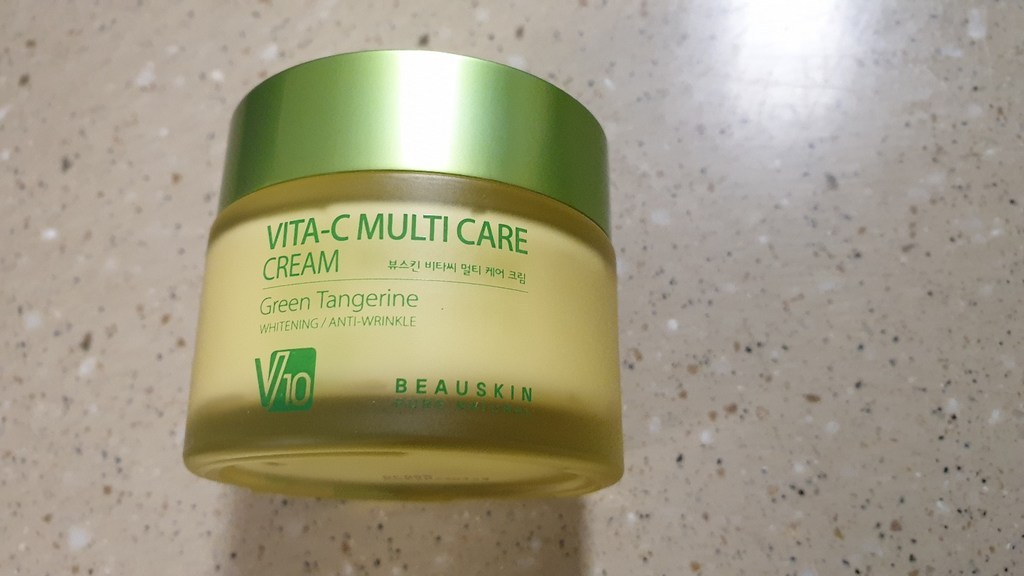 VITA-C MULTI CARE
CREAM 뷰스킨 비타씨 멀티 케어 크림
Green Tangerine
WHITENING / ANTI-WRINKLE
V10
BEAUSKIN